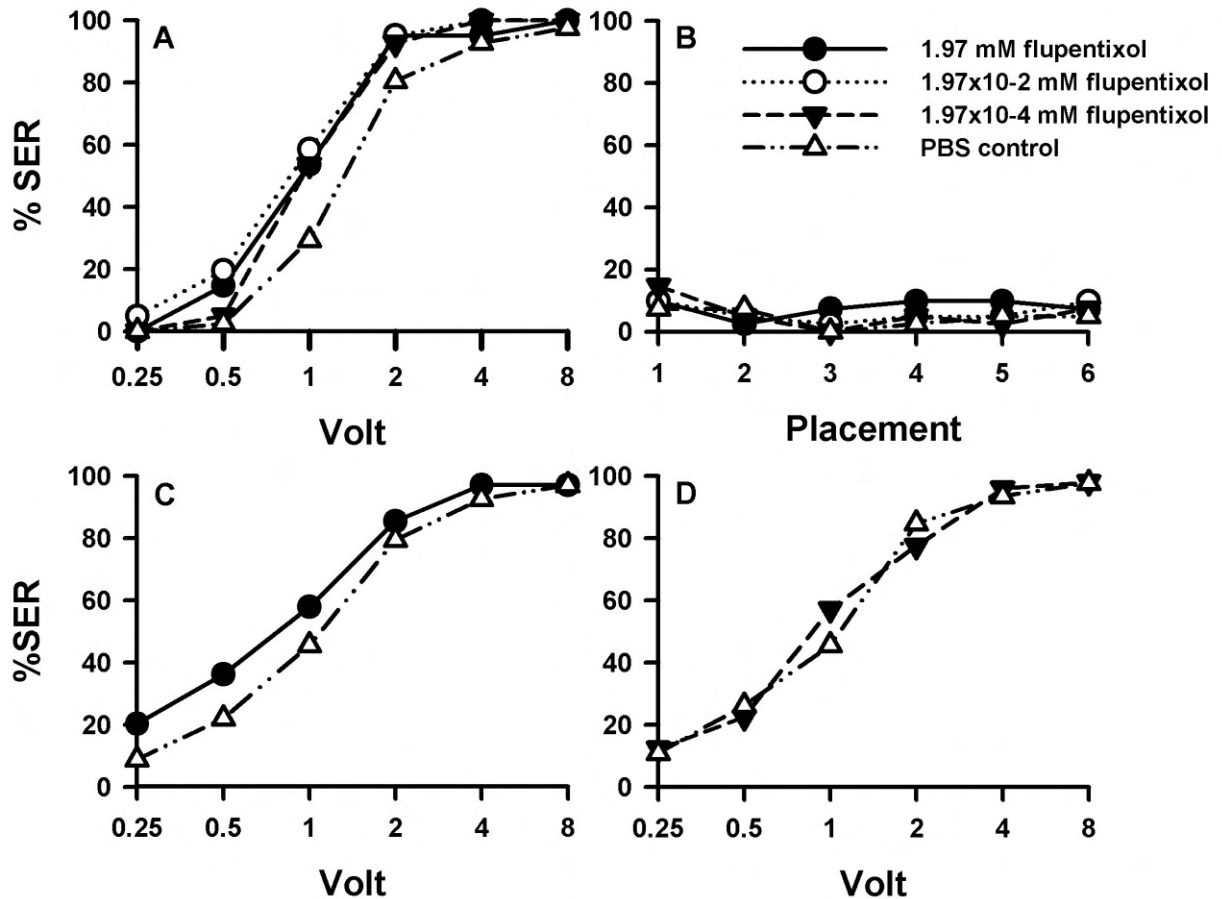 A
% SER
100
80
60
40
20
0
0.25 0.5 1 2 4 8
Volt
B
1.97 mM flupentixol
1.97x10-2 mM flupentixol
1.97x10-4 mM flupentixol
PBS control
100
80
60
40
20
0
1 2 3 4 5 6
Placement
C
%SER
100
80
60
40
20
0
0.25 0.5 1 2 4 8
Volt
D
100
80
60
40
20
0
0.25 0.5 1 2 4 8
Volt